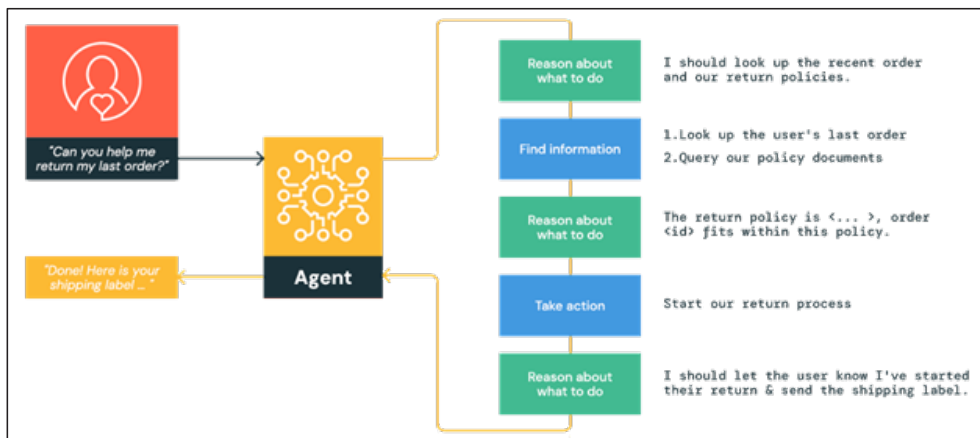 "Can you help me
return my last order?"
"Done! Here is your
shipping label ... "
Agent
Reason about
what to do
I should look up the recent order
and our return policies.
Find information
1.Look up the user's last order
2.Query our policy documents
Reason about
what to do
The return policy is <... >, order
<id> fits within this policy.
Take action
Start our return process
Reason about
what to do
I should let the user know I've started
their return & send the shipping label.